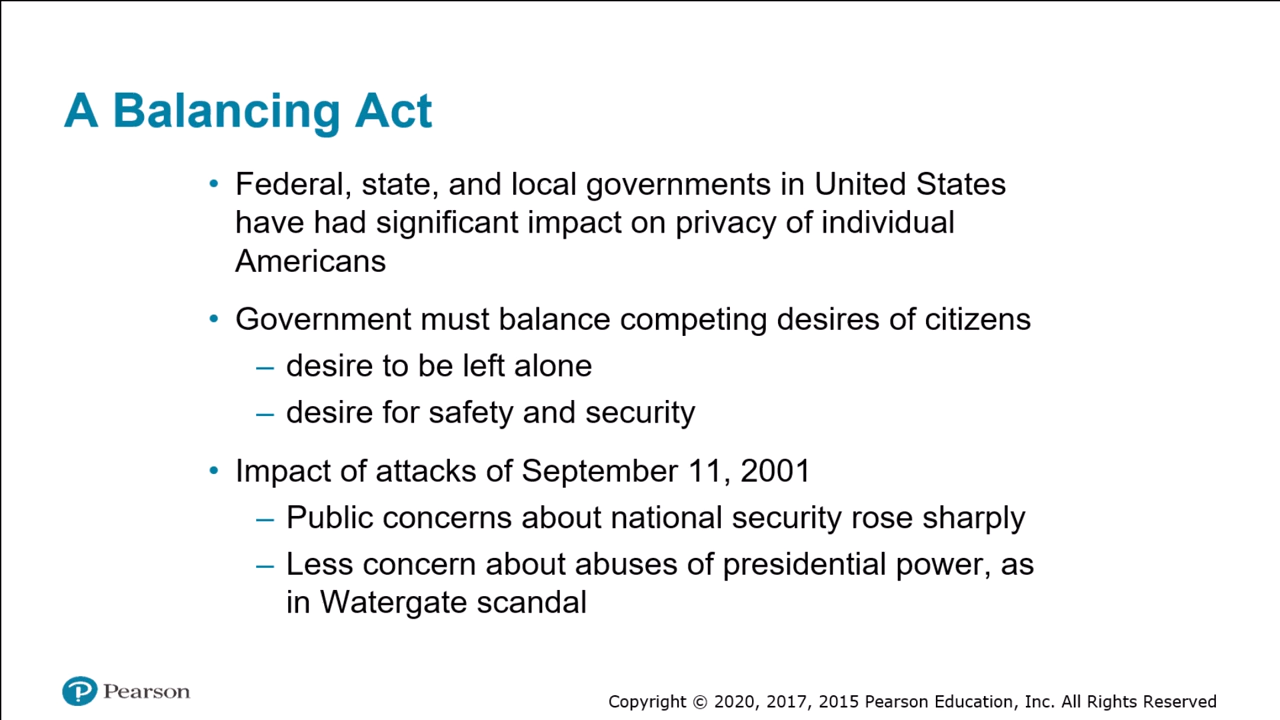 A Balancing Act
• Federal, state, and local governments in United States
have had significant impact on privacy of individual
Americans
• Government must balance competing desires of citizens
– desire to be left alone
– desire for safety and security
• Impact of attacks of September 11, 2001
– Public concerns about national security rose sharply
– Less concern about abuses of presidential power, as
in Watergate scandal
P Pearson
Copyright © 2020, 2017, 2015 Pearson Education, Inc. All Rights Reserved